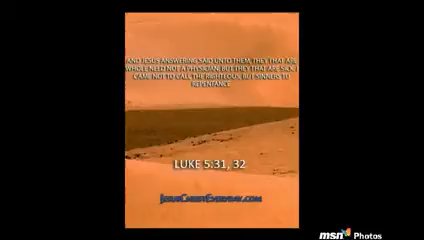 AND JESUS ANSWERING SAID UNTO THEM, THEY THAT ARE
WHOLE NEED NOT A PHYSICIAN; BUT THEY THAT ARE SICK. I
CAME NOT TO CALL THE RIGHTEOUS, BUT SINNERS TO
REPENTANCE.
LUKE 5:31, 32
JESUSCHRISTEVERYDAY.COM
msn Photos